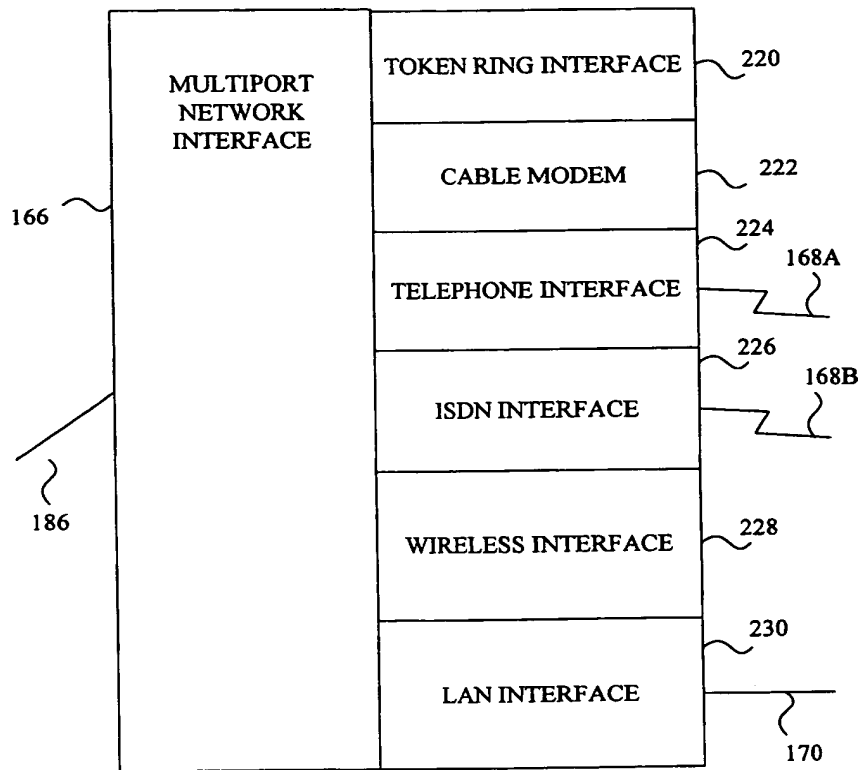 MULTIPORT
NETWORK
INTERFACE
TOKEN RING INTERFACE
220
CABLE MODEM
222
166
224
TELEPHONE INTERFACE
168A
226
ISDN INTERFACE
168B
186
WIRELESS INTERFACE
228
230
LAN INTERFACE
170